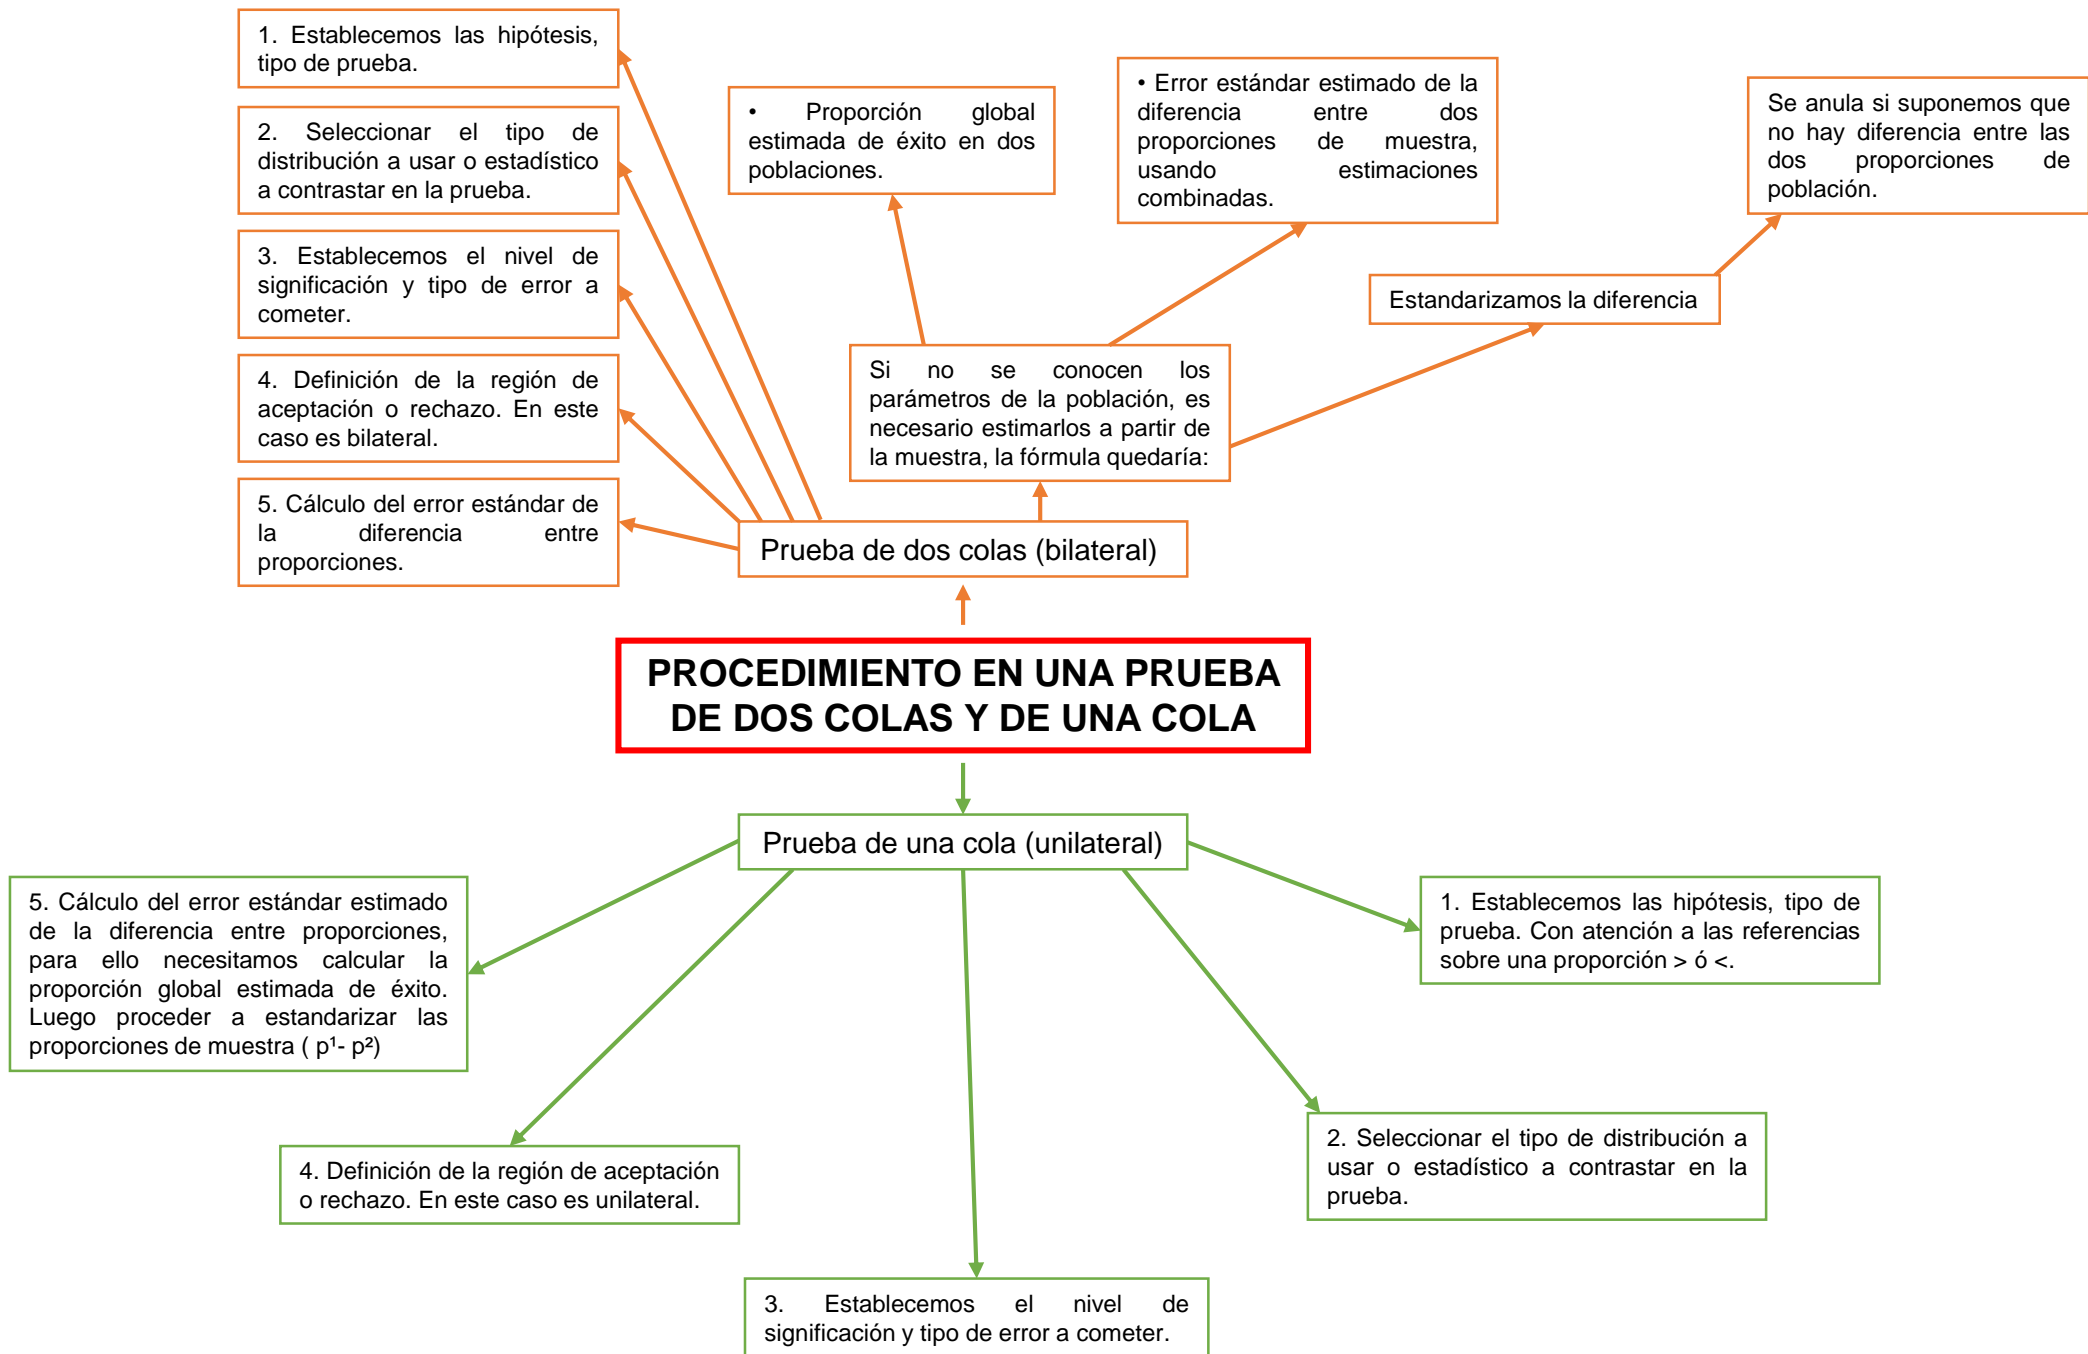 1. Establecemos las hipótesis,
tipo de prueba.
2. Seleccionar el tipo de
distribución a usar o estadístico
a contrastar en la prueba.
3. Establecemos el nivel de
significación y tipo de error a
cometer.
4. Definición de la región de
aceptación o rechazo. En este
caso es bilateral.
5. Cálculo del error estándar de
la diferencia entre
proporciones.
• Proporción global
estimada de éxito en dos
poblaciones.
• Error estándar estimado de la
diferencia entre dos
proporciones de muestra,
usando estimaciones
combinadas.
Se anula si suponemos que
no hay diferencia entre las
dos proporciones de
población.
Estandarizamos la diferencia
Si no se conocen los
parámetros de la población, es
necesario estimarlos a partir de
la muestra, la fórmula quedaría:
Prueba de dos colas (bilateral)
PROCEDIMIENTO EN UNA PRUEBA
DE DOS COLAS Y DE UNA COLA
Prueba de una cola (unilateral)
1. Establecemos las hipótesis, tipo de
prueba. Con atención a las referencias
sobre una proporción > ó <.
2. Seleccionar el tipo de distribución a
usar o estadístico a contrastar en la
prueba.
3. Establecemos el nivel de
significación y tipo de error a cometer.
4. Definición de la región de aceptación
o rechazo. En este caso es unilateral.
5. Cálculo del error estándar estimado
de la diferencia entre proporciones,
para ello necesitamos calcular la
proporción global estimada de éxito.
Luego proceder a estandarizar las
proporciones de muestra ( p¹- p²)